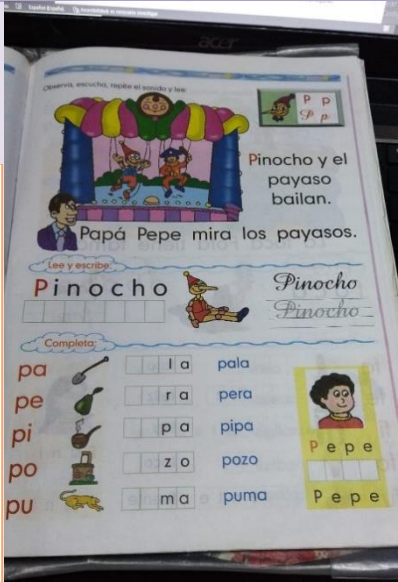 acer
Observa, escucha, repite el sonido y lee:
P p
P p
Pinocho y el
payaso
bailan.
Papá Pepe mira los payasos.
Lee y escribe:
Pinocho
Pinocho
Pinocho
Completa:
pa
la
pala
pe
ra
pera
pi
pa
pipa
po
zo
pozo
pu
ma
puma
Pepe
Pepe